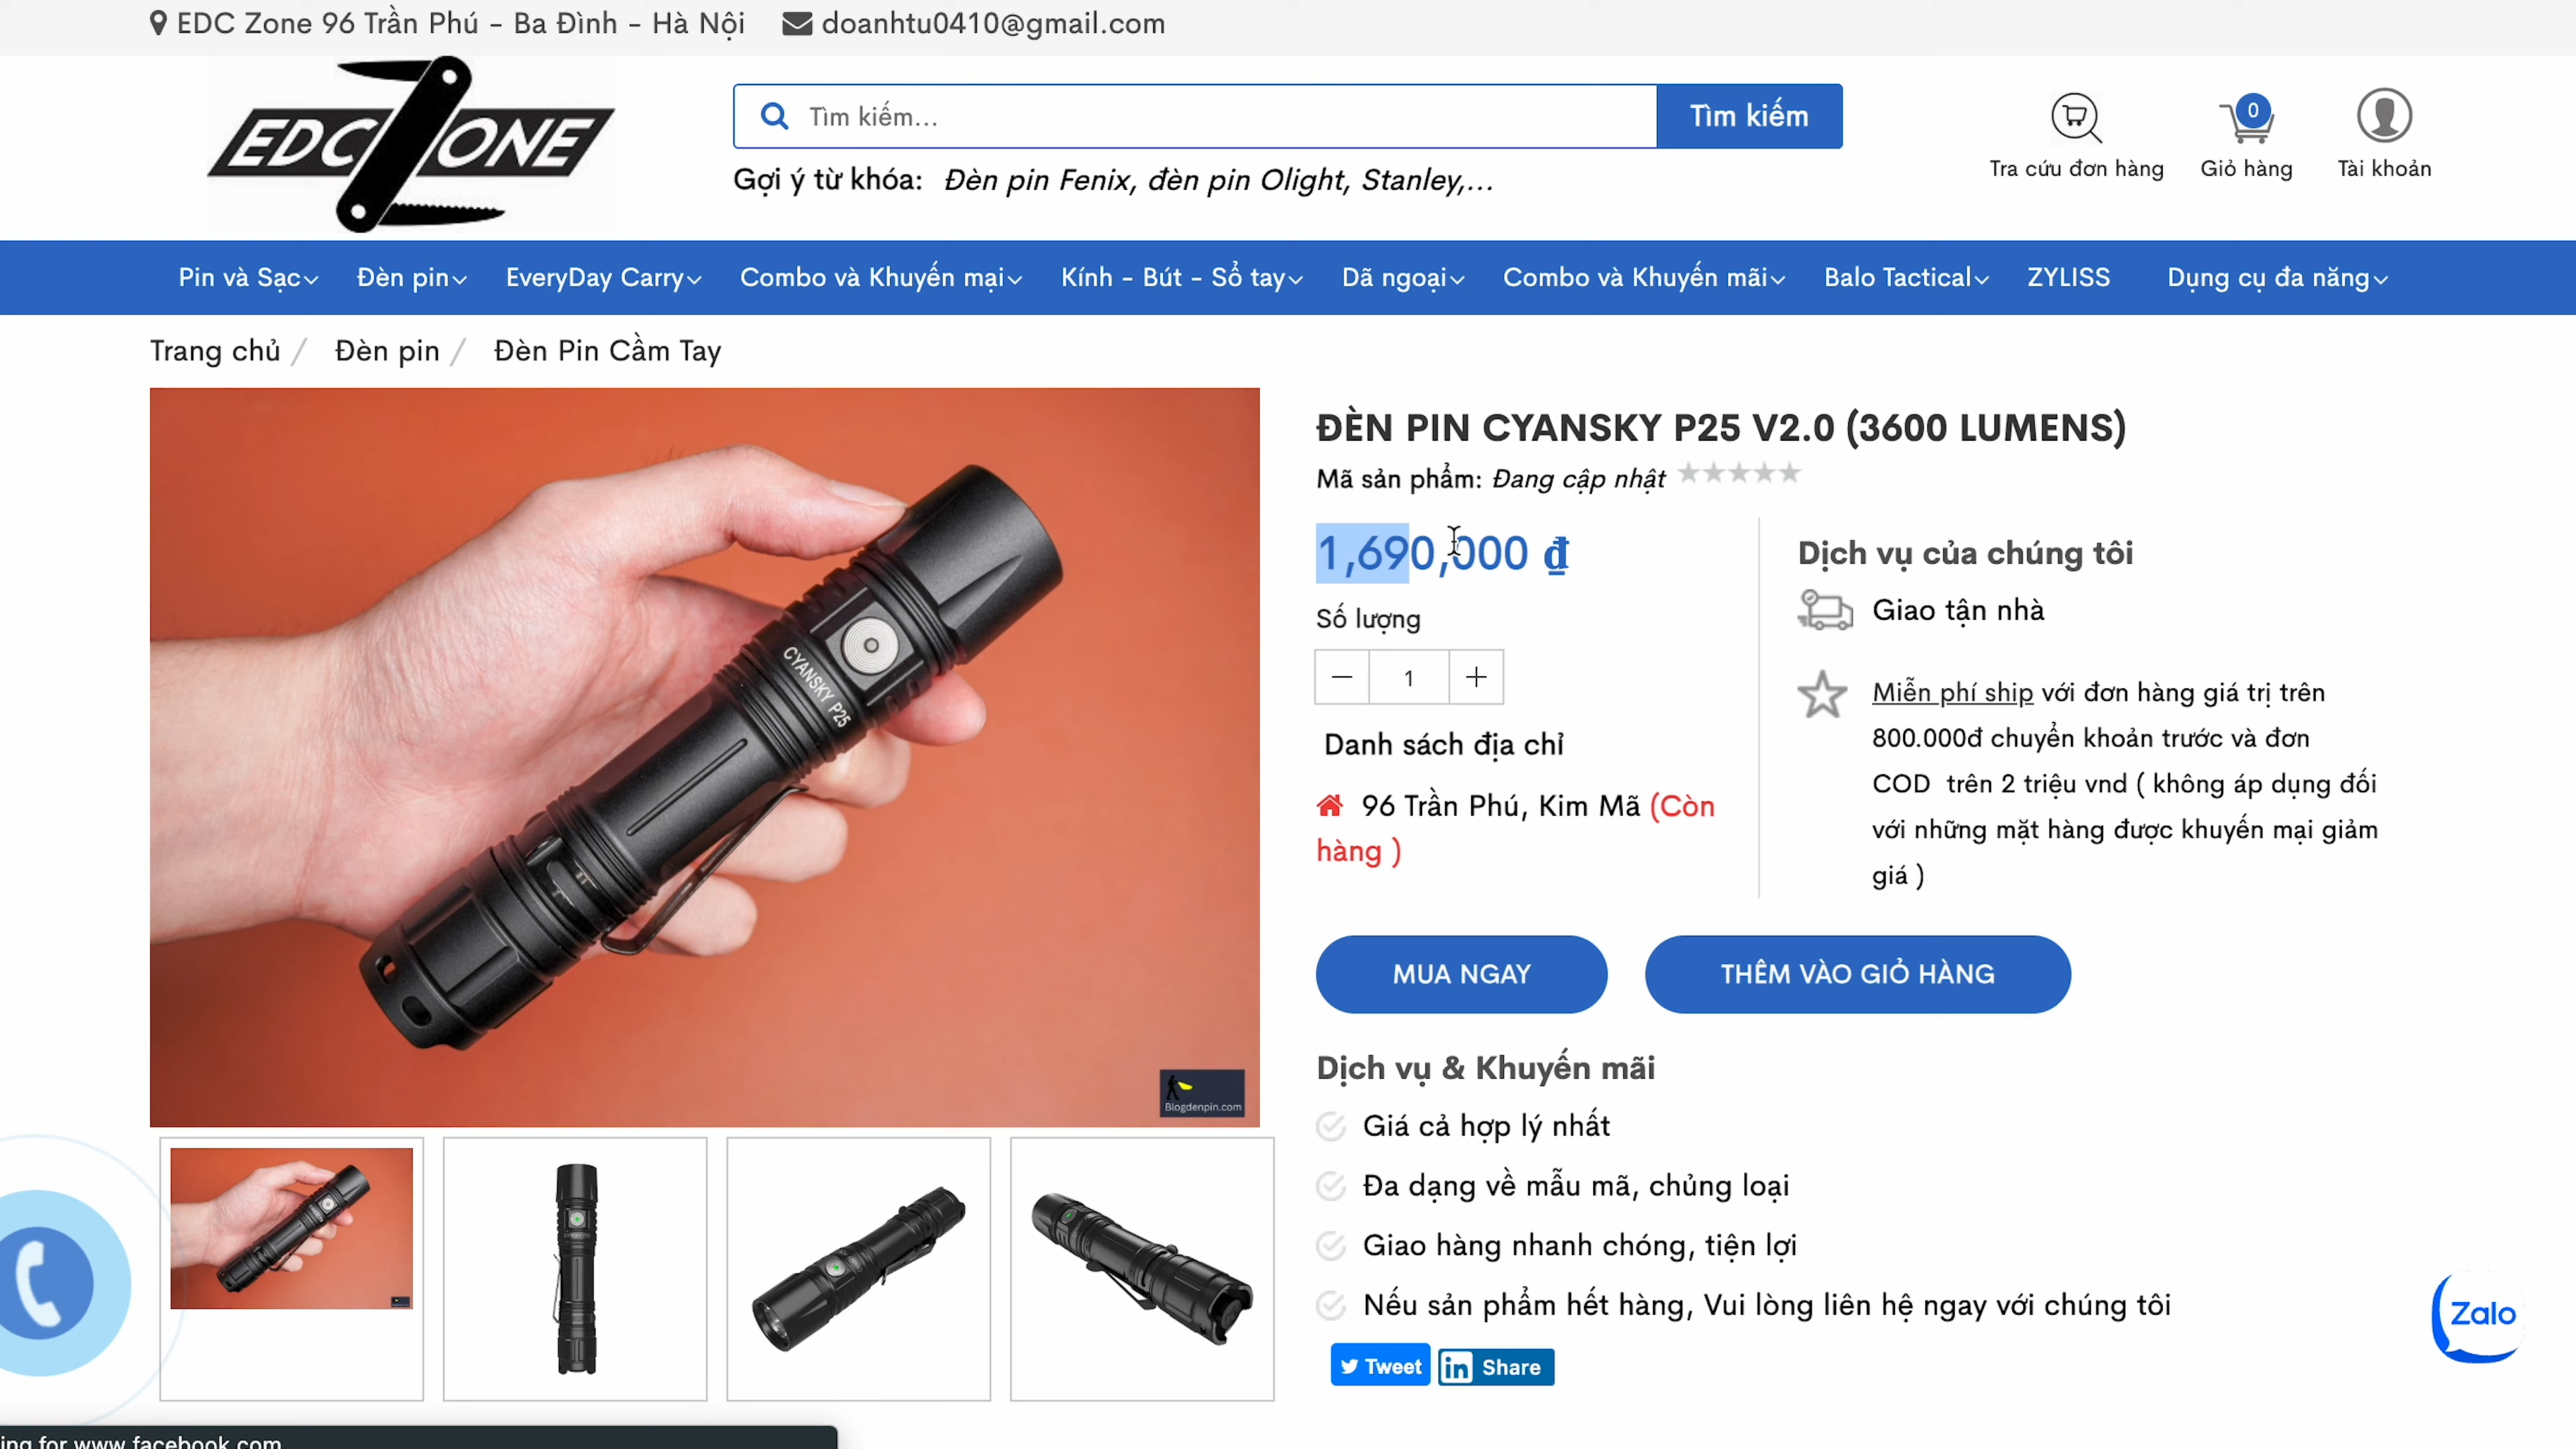 EDC Zone 96 Trần Phú - Ba Đình - Hà Nội
doanhtu0410@gmail.com
EDC ZONE
Tìm kiếm...
Tìm kiếm
Gợi ý từ khóa: Đèn pin Fenix, đèn pin Olight, Stanley,...
Tra cứu đơn hàng
0
Giỏ hàng
Tài khoản
Pin và Sạc
Đèn pin
EveryDay Carry
Combo và Khuyến mại
Kính - Bút - Sổ tay
Dã ngoại
Combo và Khuyến mãi
Balo Tactical
ZYLISS
Dụng cụ đa năng
Trang chủ / Đèn pin / Đèn Pin Cầm Tay
CYANSKY P25
Blogdenpin.com
ĐÈN PIN CYANSKY P25 V2.0 (3600 LUMENS)
Mã sản phẩm: Đang cập nhật
1,690,000 ₫
Số lượng
1
Danh sách địa chỉ
96 Trần Phú, Kim Mã (Còn
hàng )
Dịch vụ của chúng tôi
Giao tận nhà
Miễn phí ship với đơn hàng giá trị trên
800.000đ chuyển khoản trước và đơn
COD trên 2 triệu vnd ( không áp dụng đối
với những mặt hàng được khuyến mại giảm
giá )
MUA NGAY
THÊM VÀO GIỎ HÀNG
Dịch vụ & Khuyến mãi
Giá cả hợp lý nhất
Đa dạng về mẫu mã, chủng loại
Giao hàng nhanh chóng, tiện lợi
Nếu sản phẩm hết hàng, Vui lòng liên hệ ngay với chúng tôi
Tweet
in Share
Zalo
ing for www.facebook.com